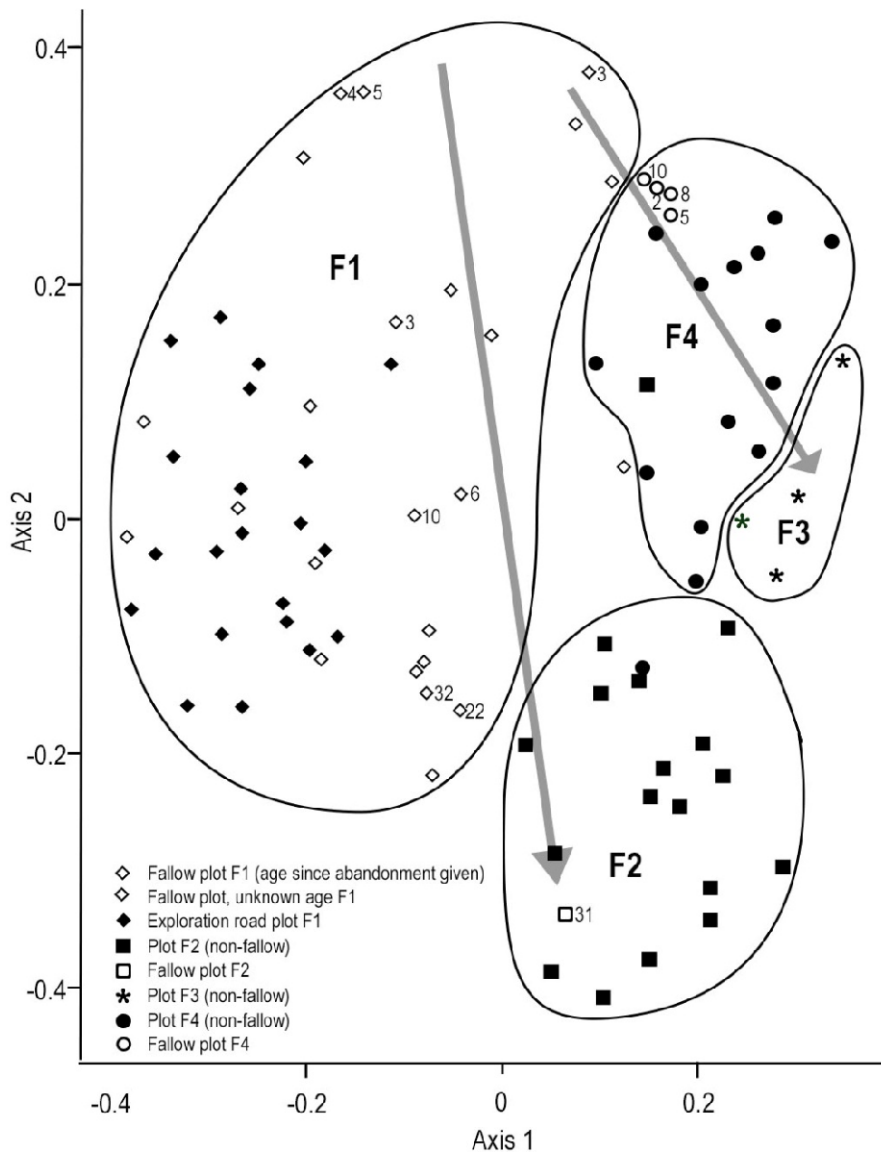 0.4
0.2
0
-0.2
-0.4
Axis 2
4 5
3
10
8
2
5
F1
3
F4
6
10
F3
32
22
F2
31
Fallow plot F1 (age since abandonment given)
Fallow plot, unknown age F1
Exploration road plot F1
Plot F2 (non-fallow)
Fallow plot F2
Plot F3 (non-fallow)
Plot F4 (non-fallow)
Fallow plot F4
-0.4 -0.2 0 0.2
Axis 1